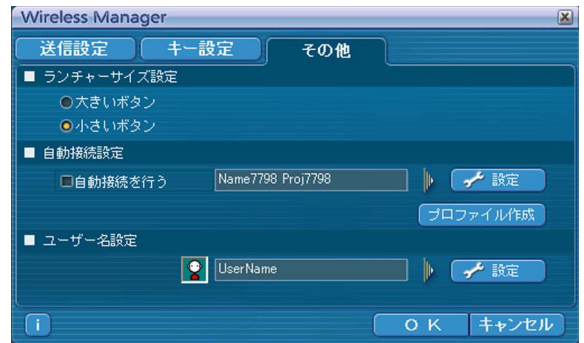 Wireless Manager
送信設定 キー設定 その他
ランチャーサイズ設定
大きいボタン
小さいボタン
自動接続設定
自動接続を行う Name7798 Proj7798 設定
プロファイル作成
ユーザー名設定
UserName 設定
i OK キャンセル